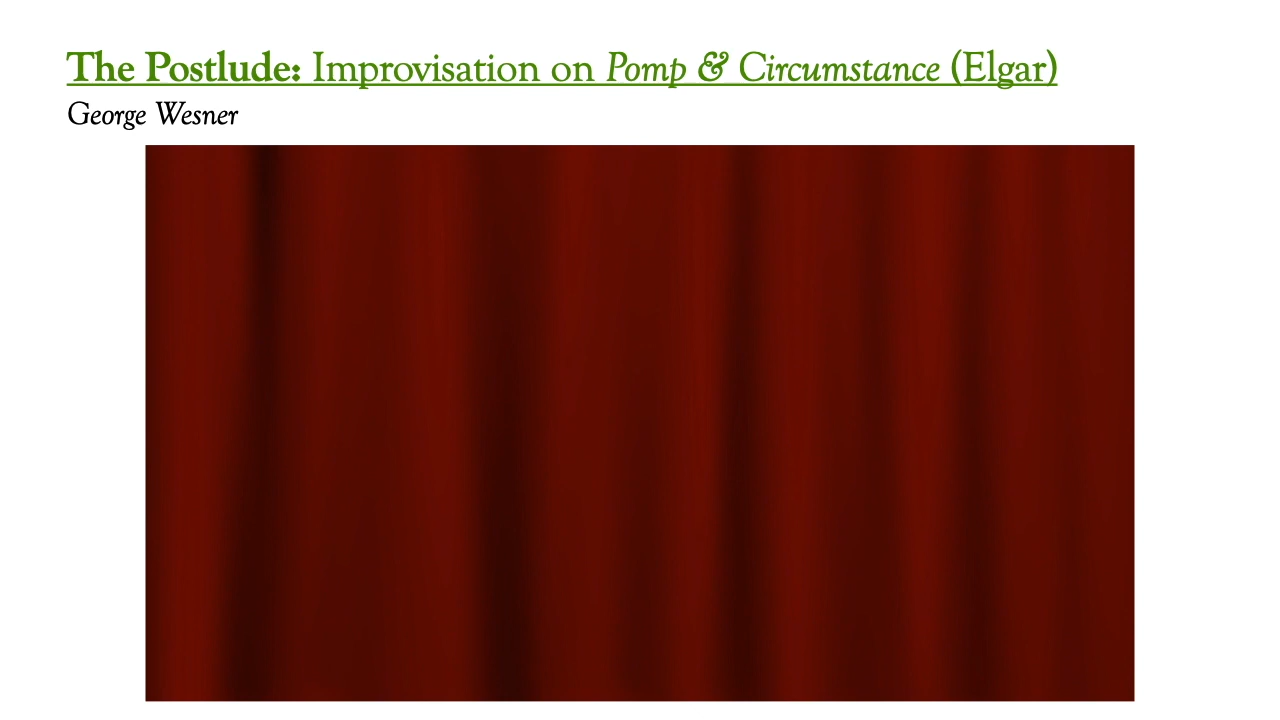 The Postlude: Improvisation on Pomp & Circumstance (Elgar)
George Wesner